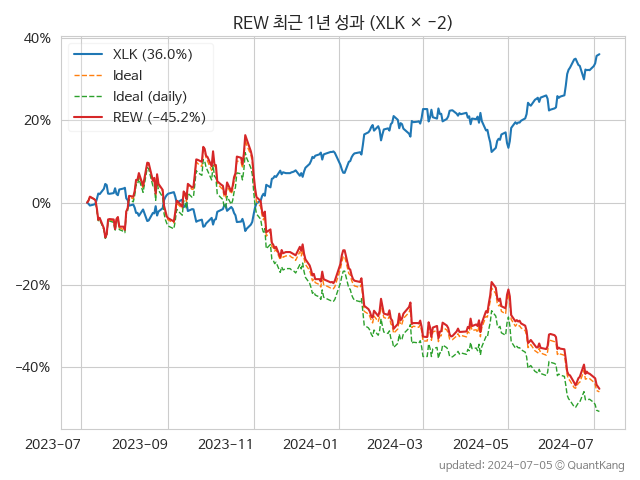 REW 최근 1년 성과 (XLK × −2)
XLK (36.0%)
Ideal
Ideal (daily)
REW (−45.2%)
40%
20%
0%
−20%
−40%
2023−07
2023−09
2023−11
2024−01
2024−03
2024−05
2024−07
updated: 2024−07−05 © QuantKang